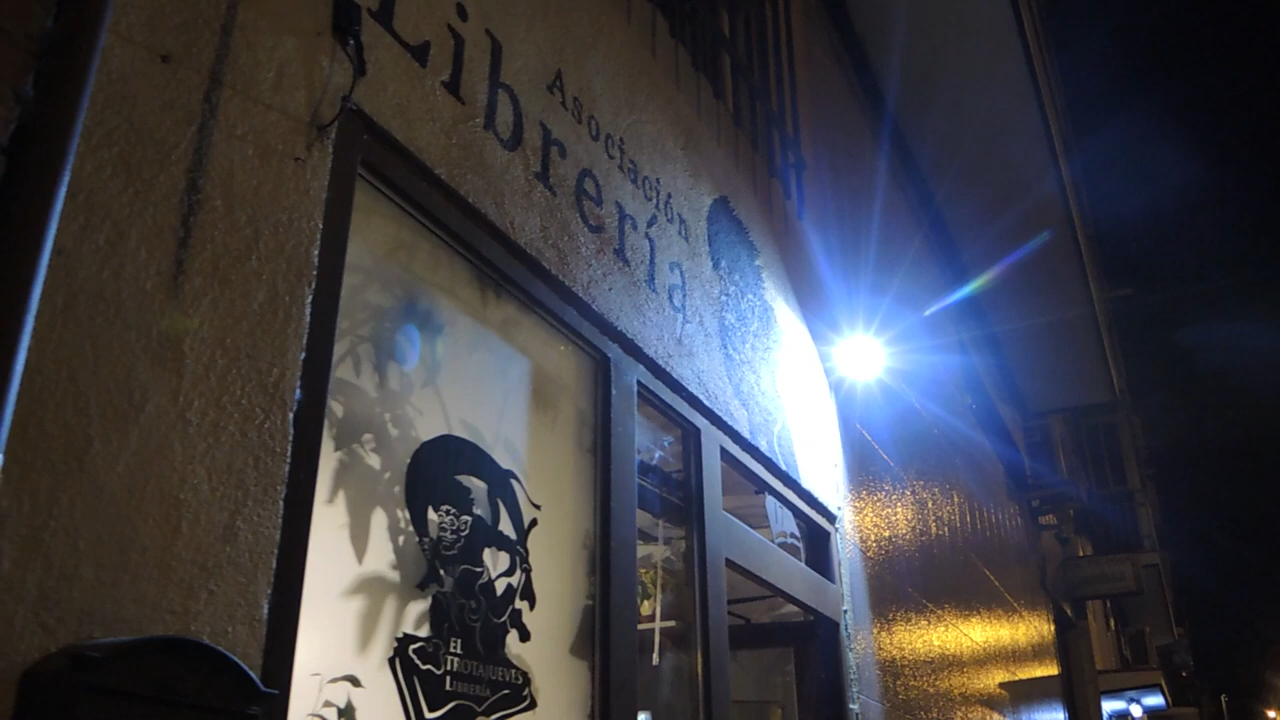 Asociación
Librería
EL
TROTAJUEVES
LIBRERÍA